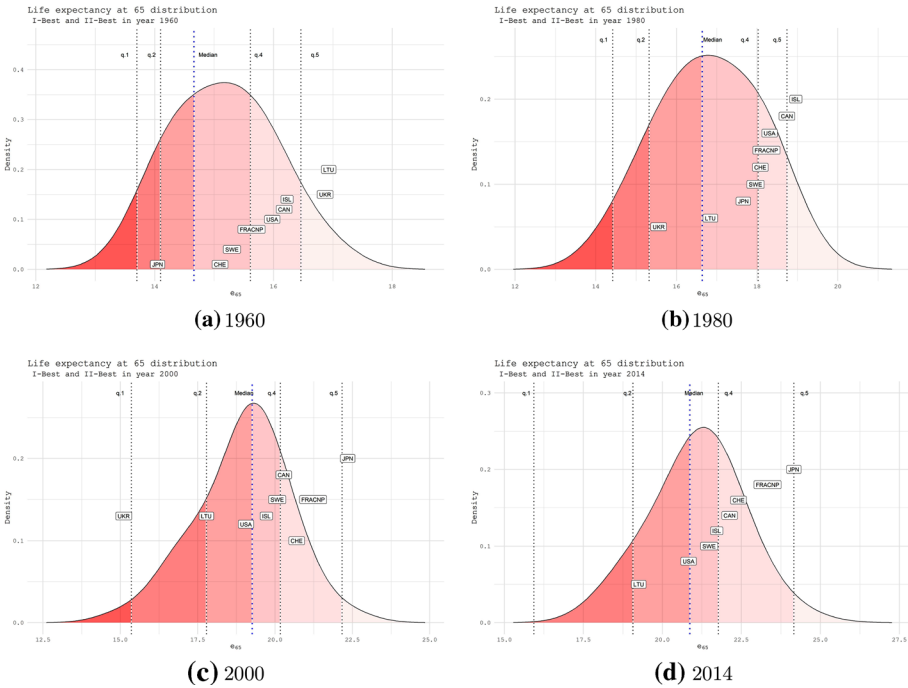 Life expectancy at 65 distribution
I-Best and II-Best in year 1960
q.1 q.2 Median q.4 q.5
0.4
0.3
0.2
0.1
0.0
Density
LTU
UKR
ISL
CAN
USA
FRACNP
SWE
JPN CHE
12 14 16 18
e65
(a) 1960
Life expectancy at 65 distribution
I-Best and II-Best in year 1980
q.1 q.2 Median q.4 q.5
0.2
0.1
0.0
Density
ISL
CAN
USA
FRACNP
CHE
SWE
JPN
LTU
UKR
12 14 16 18 20
e65
(b) 1980
Life expectancy at 65 distribution
I-Best and II-Best in year 2000
q.1 q.2 Median q.4 q.5
0.2
0.1
0.0
Density
JPN
CAN
SWE FRACNP
UKR LTU ISL
USA
CHE
12.5 15.0 17.5 20.0 22.5 25.0
e65
(c) 2000
Life expectancy at 65 distribution
I-Best and II-Best in year 2014
q.1 q.2 Median q.4 q.5
0.3
0.2
0.1
0.0
Density
JPN
FRACNP
CHE
CAN
ISL
SWE
USA
LTU
15.0 17.5 20.0 22.5 25.0 27.5
e65
(d) 2014